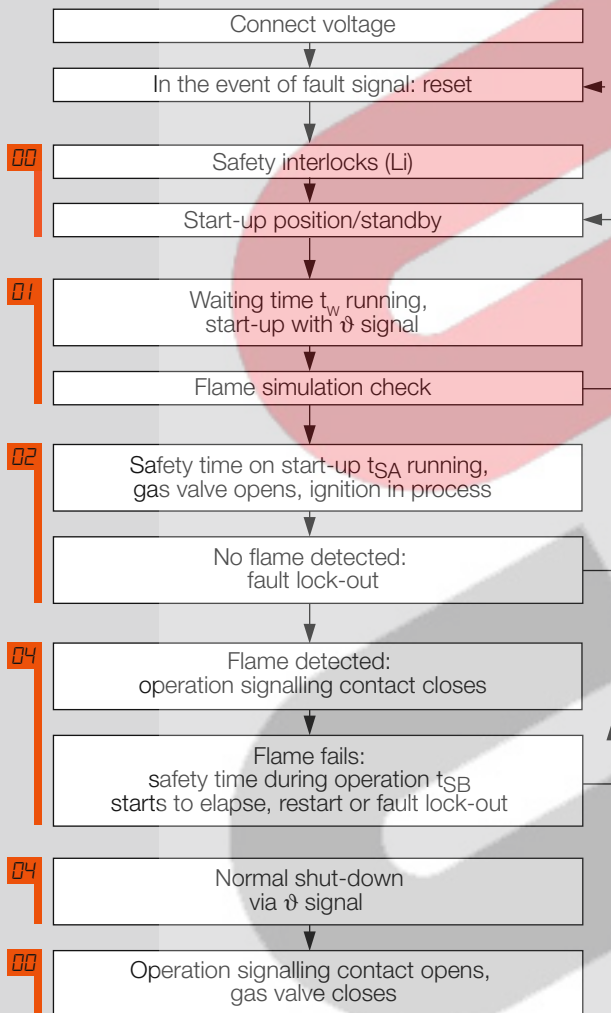 Connect voltage
In the event of fault signal: reset
00
Safety interlocks (Li)
Start-up position/standby
01
Waiting time tw running,
start-up with ϑ signal
Flame simulation check
02
Safety time on start-up tSA running,
gas valve opens, ignition in process
No flame detected:
fault lock-out
04
Flame detected:
operation signalling contact closes
Flame fails:
safety time during operation tSB
starts to elapse, restart or fault lock-out
04
Normal shut-down
via ϑ signal
00
Operation signalling contact opens,
gas valve closes